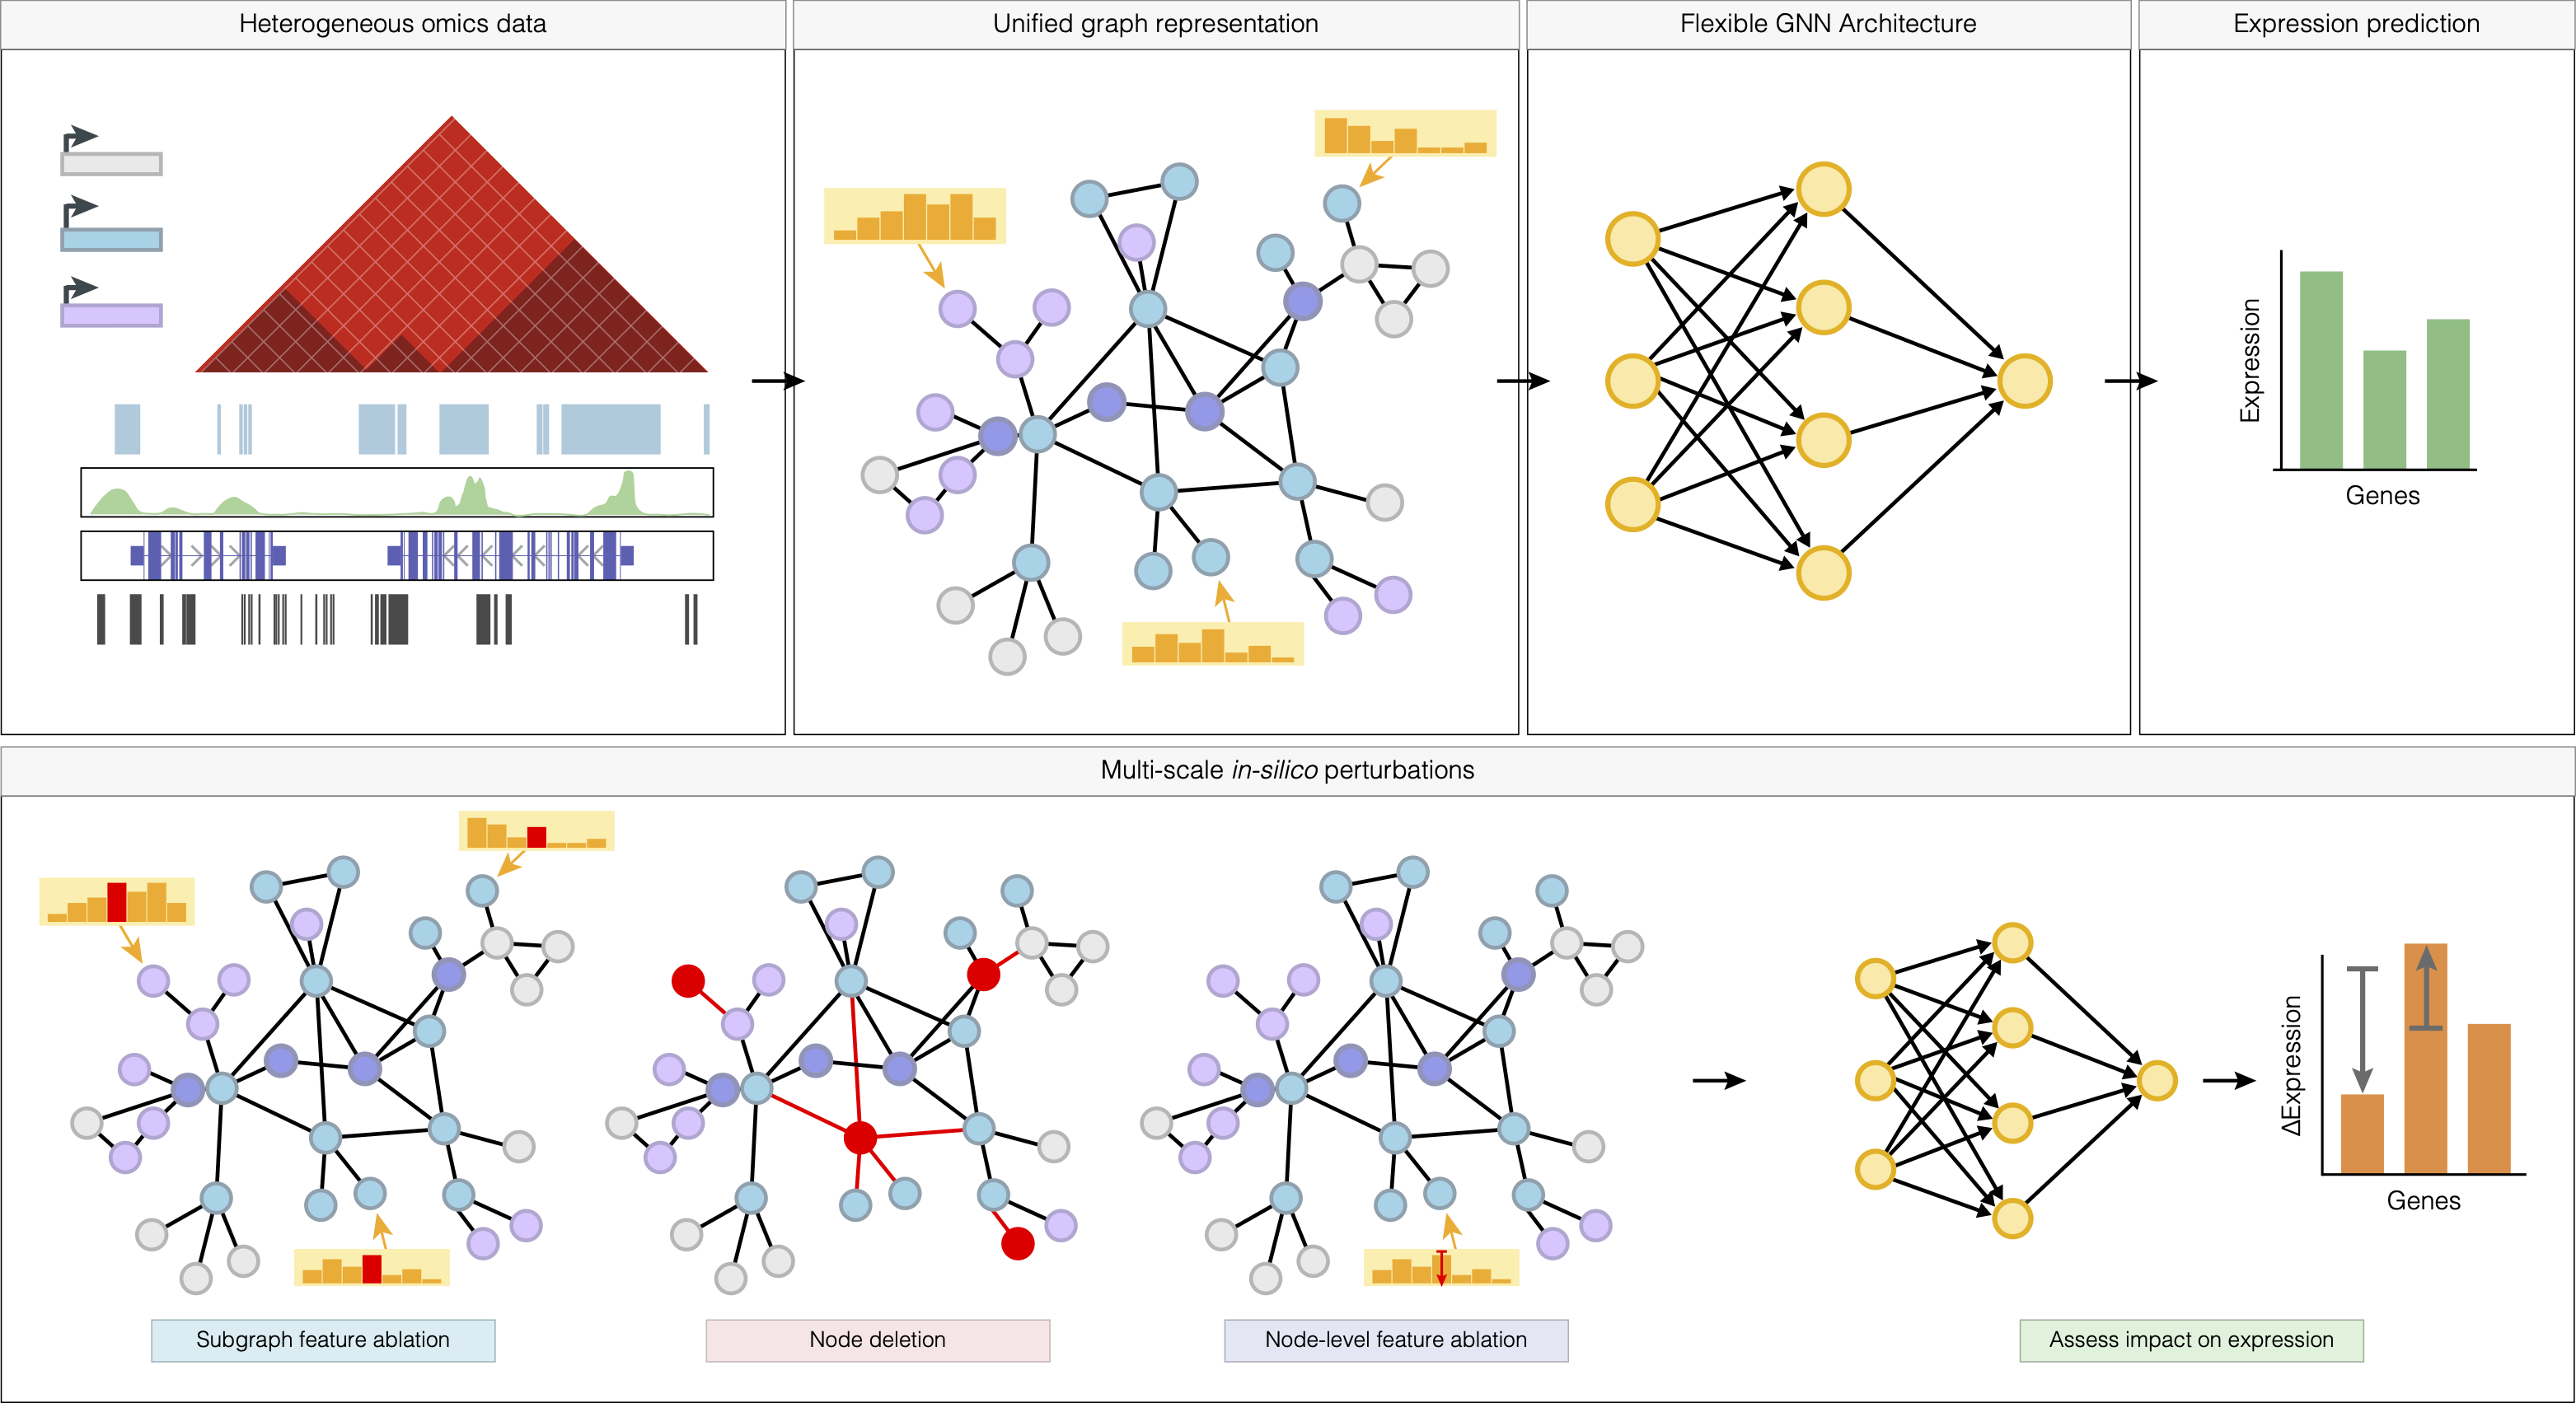 Heterogeneous omics data
Unified graph representation
Flexible GNN Architecture
Expression prediction
Expression
Genes
Multi-scale in-silico perturbations
ΔExpression
Genes
Subgraph feature ablation
Node deletion
Node-level feature ablation
Assess impact on expression